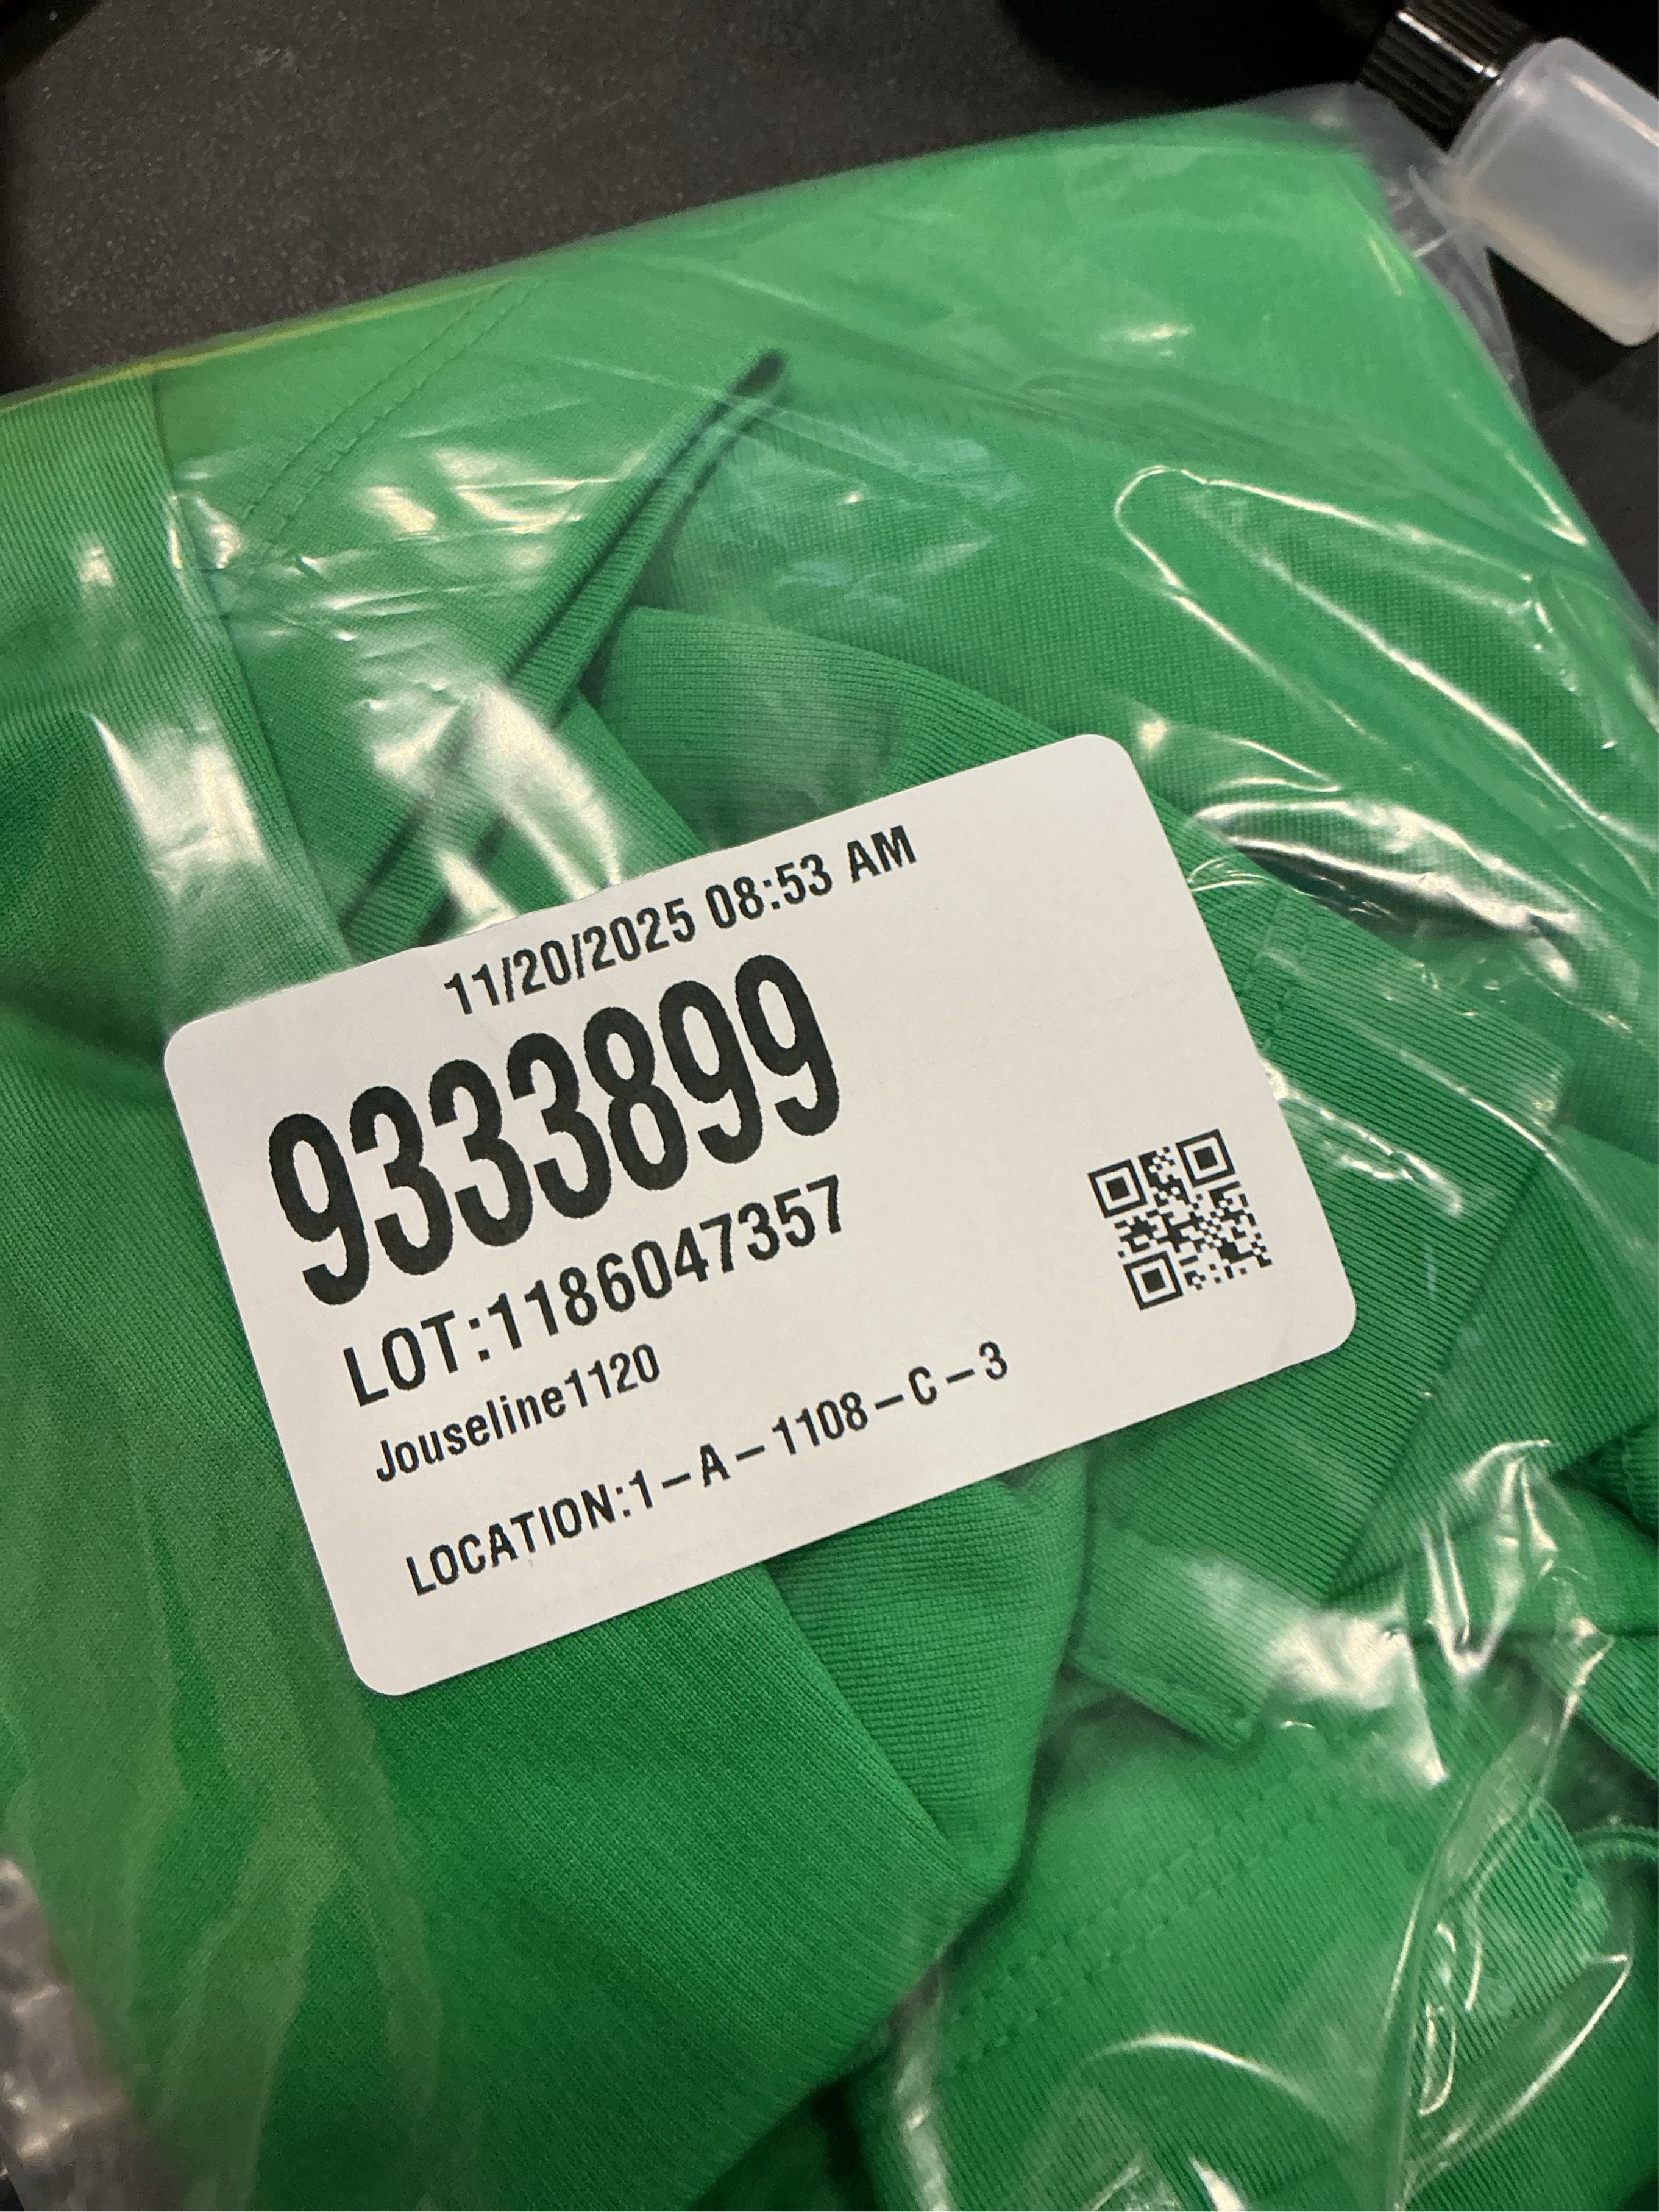 11/20/2025 08:53 AM
9333899
LOT:1186047357
Jouseline1120
LOCATION:1-A-1108-C-3